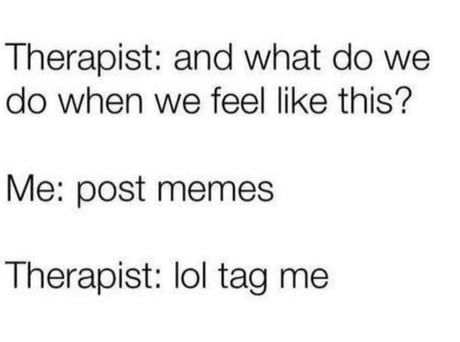 Therapist: and what do we
do when we feel like this?
Me: post memes
Therapist: lol tag me